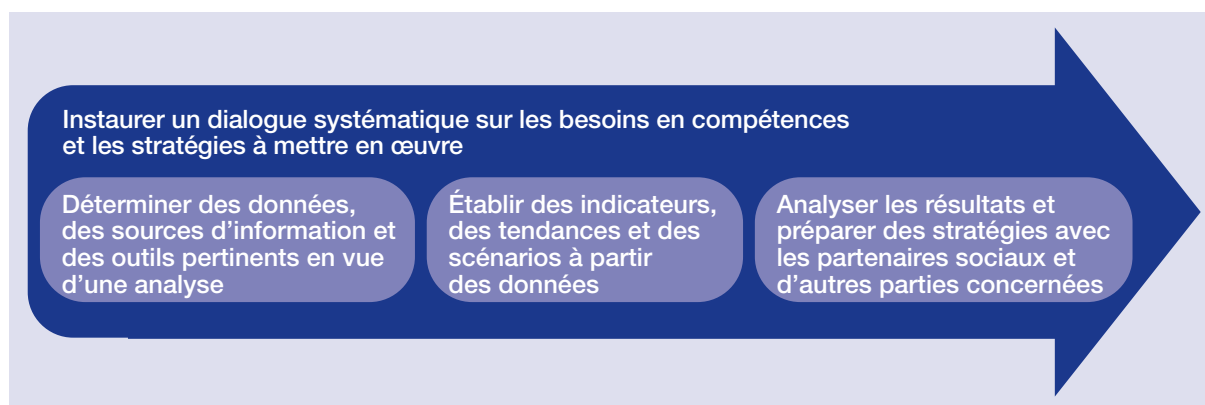 Instaurer un dialogue systématique sur les besoins en compétences
et les stratégies à mettre en œuvre
Déterminer des données,
des sources d’information et
des outils pertinents en vue
d’une analyse
Établir des indicateurs,
des tendances et des
scénarios à partir
des données
Analyser les résultats et
préparer des stratégies avec
les partenaires sociaux et
d’autres parties concernées